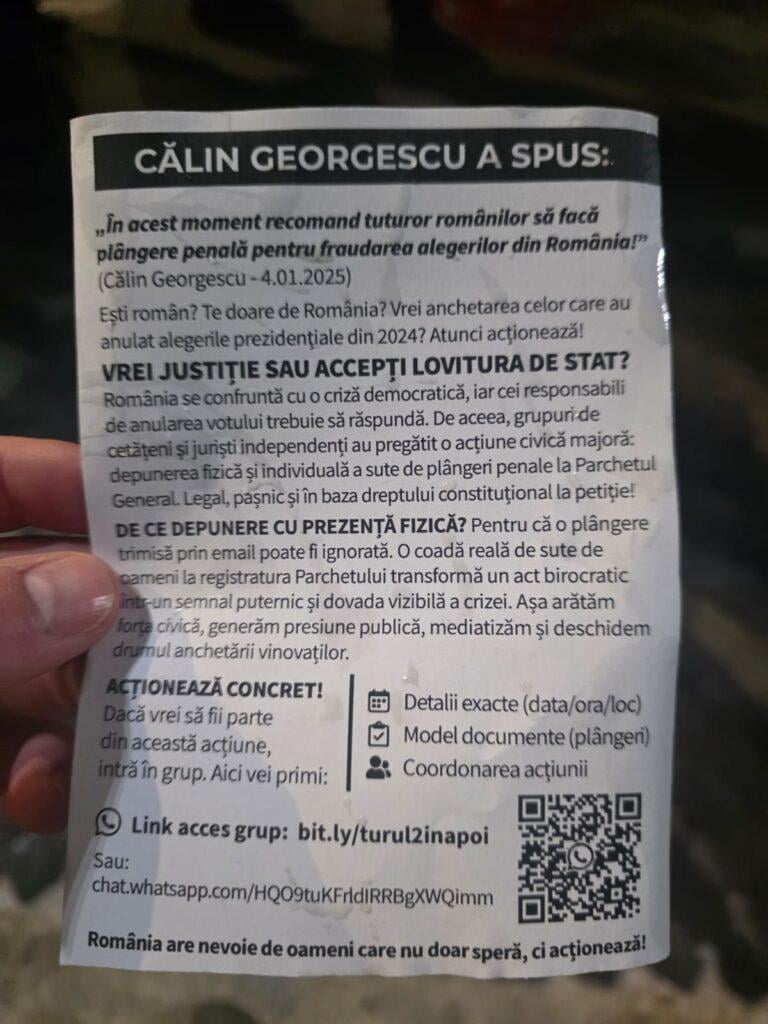 CĂLIN GEORGESCU A SPUS:
„În acest moment recomand tuturor românilor să facă
plângere penală pentru fraudarea alegerilor din România!”
(Călin Georgescu - 4.01.2025)
Ești român? Te doare de România? Vrei anchetarea celor care au
anulat alegerile prezidențiale din 2024? Atunci acționează!
VREI JUSTIȚIE SAU ACCEPȚI LOVITURA DE STAT?
România se confruntă cu o criză democratică, iar cei responsabili
de anularea votului trebuie să răspundă. De aceea, grupuri de
cetățeni și juriști independenți au pregătit o acțiune civică majoră:
depunerea fizică și individuală a sute de plângeri penale la Parchetul
General. Legal, pașnic și în baza dreptului constituțional la petiție!
DE CE DEPUNERE CU PREZENȚĂ FIZICĂ? Pentru că o plângere
trimisă prin email poate fi ignorată. O coadă reală de sute de
oameni la registratura Parchetului transformă un act birocratic
într-un semnal puternic și dovada vizibilă a crizei. Așa arătăm
forța civică, generăm presiune publică, mediatizăm și deschidem
drumul anchetării vinovaților.
ACȚIONEAZĂ CONCRET!
Dacă vrei să fii parte
din această acțiune,
intră în grup. Aici vei primi:
Detalii exacte (data/ora/loc)
Model documente (plângeri)
Coordonarea acțiunii
Link acces grup: bit.ly/turul2inapoi
Sau:
chat.whatsapp.com/HQO9tuKFrldIRRBgXWQimm
România are nevoie de oameni care nu doar speră, ci acționează!